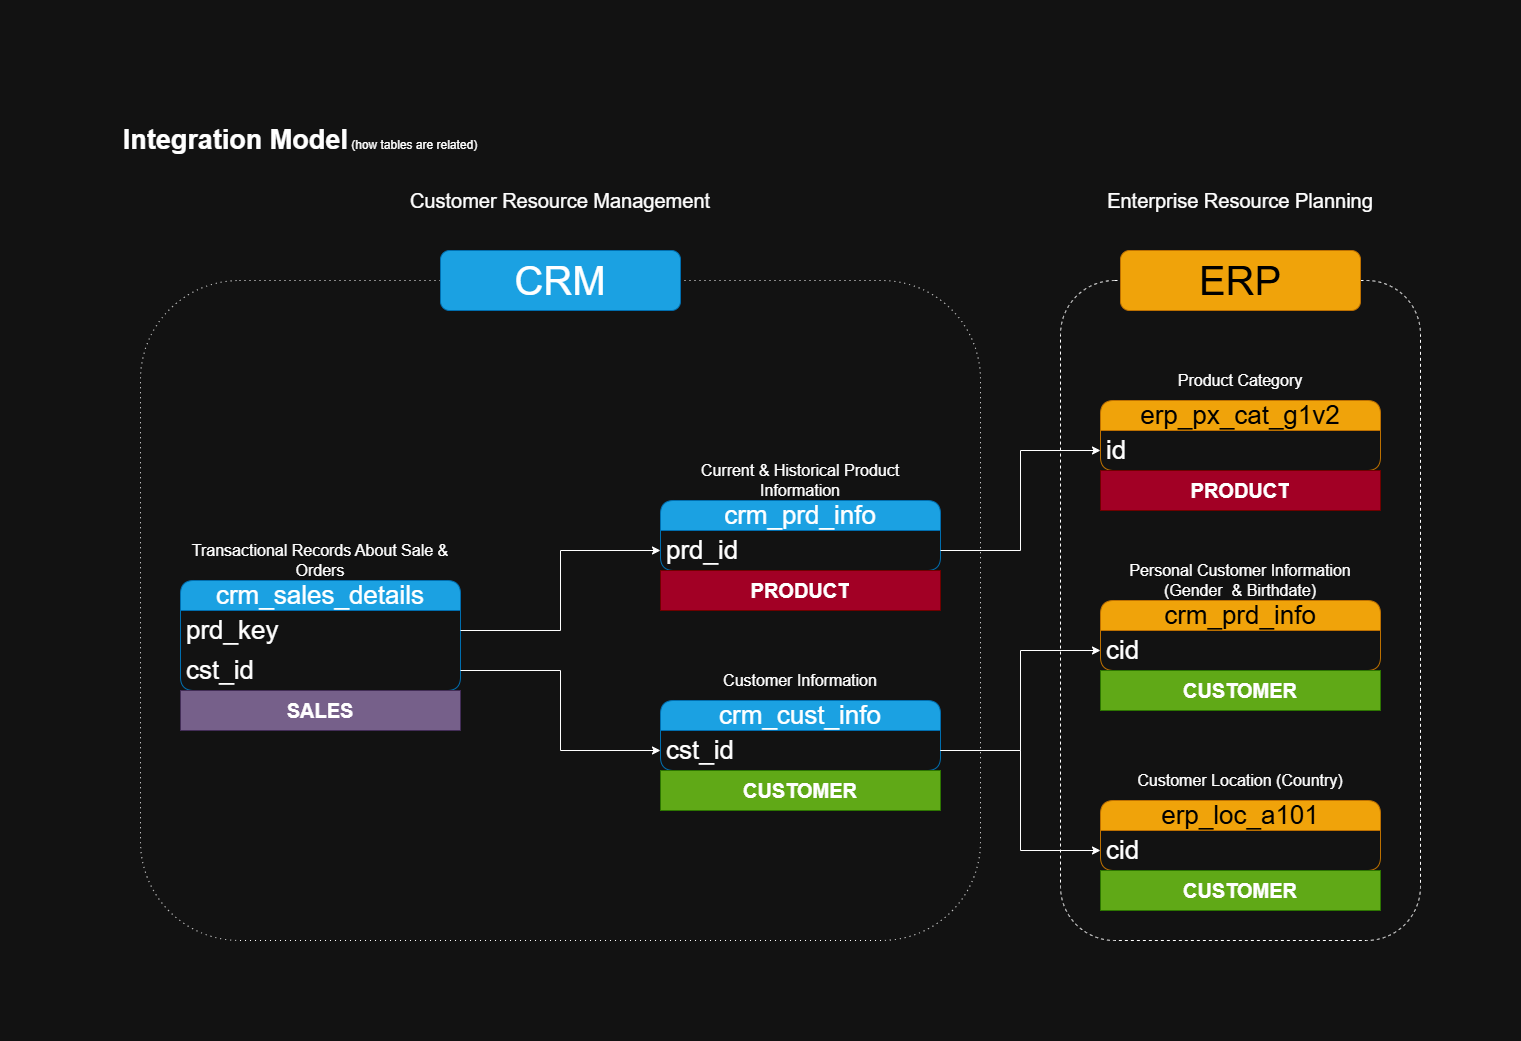 Integration Model (how tables are related)
Customer Resource Management
CRM
Transactional Records About Sale &
Orders
crm_sales_details
prd_key
cst_id
SALES
Current & Historical Product
Information
crm_prd_info
prd_id
PRODUCT
Customer Information
crm_cust_info
cst_id
CUSTOMER
Enterprise Resource Planning
ERP
Product Category
erp_px_cat_g1v2
id
PRODUCT
Personal Customer Information
(Gender & Birthdate)
crm_prd_info
cid
CUSTOMER
Customer Location (Country)
erp_loc_a101
cid
CUSTOMER